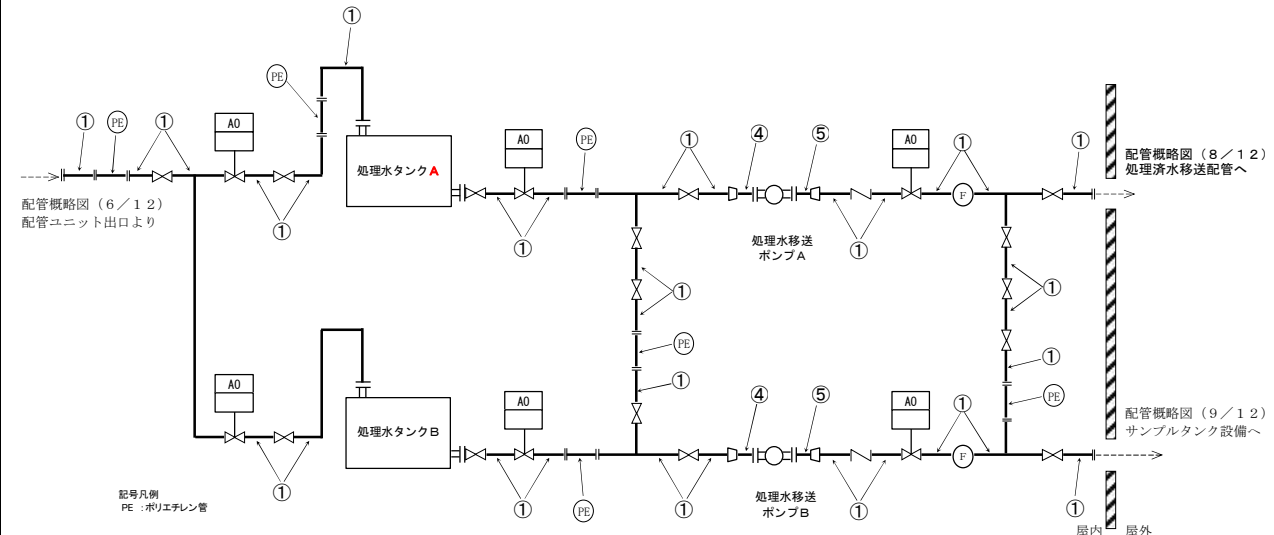 ①
PE
① PE ① AO AO PE ① ④ ⑤ AO ① ①
処理水タンクA
配管概略図（8／12）
処理済水移送配管へ
配管概略図（6／12）
配管ユニット出口より
①
①
①
処理水移送
ポンプA
①
①
PE
①
①
①
PE
AO AO ④ ⑤ AO ①
処理水タンクB
配管概略図（9／12）
サンプルタンク設備へ
記号凡例
PE ：ポリエチレン管
①
①
PE
①
処理水移送
ポンプB
①
①
F
F
屋内 屋外